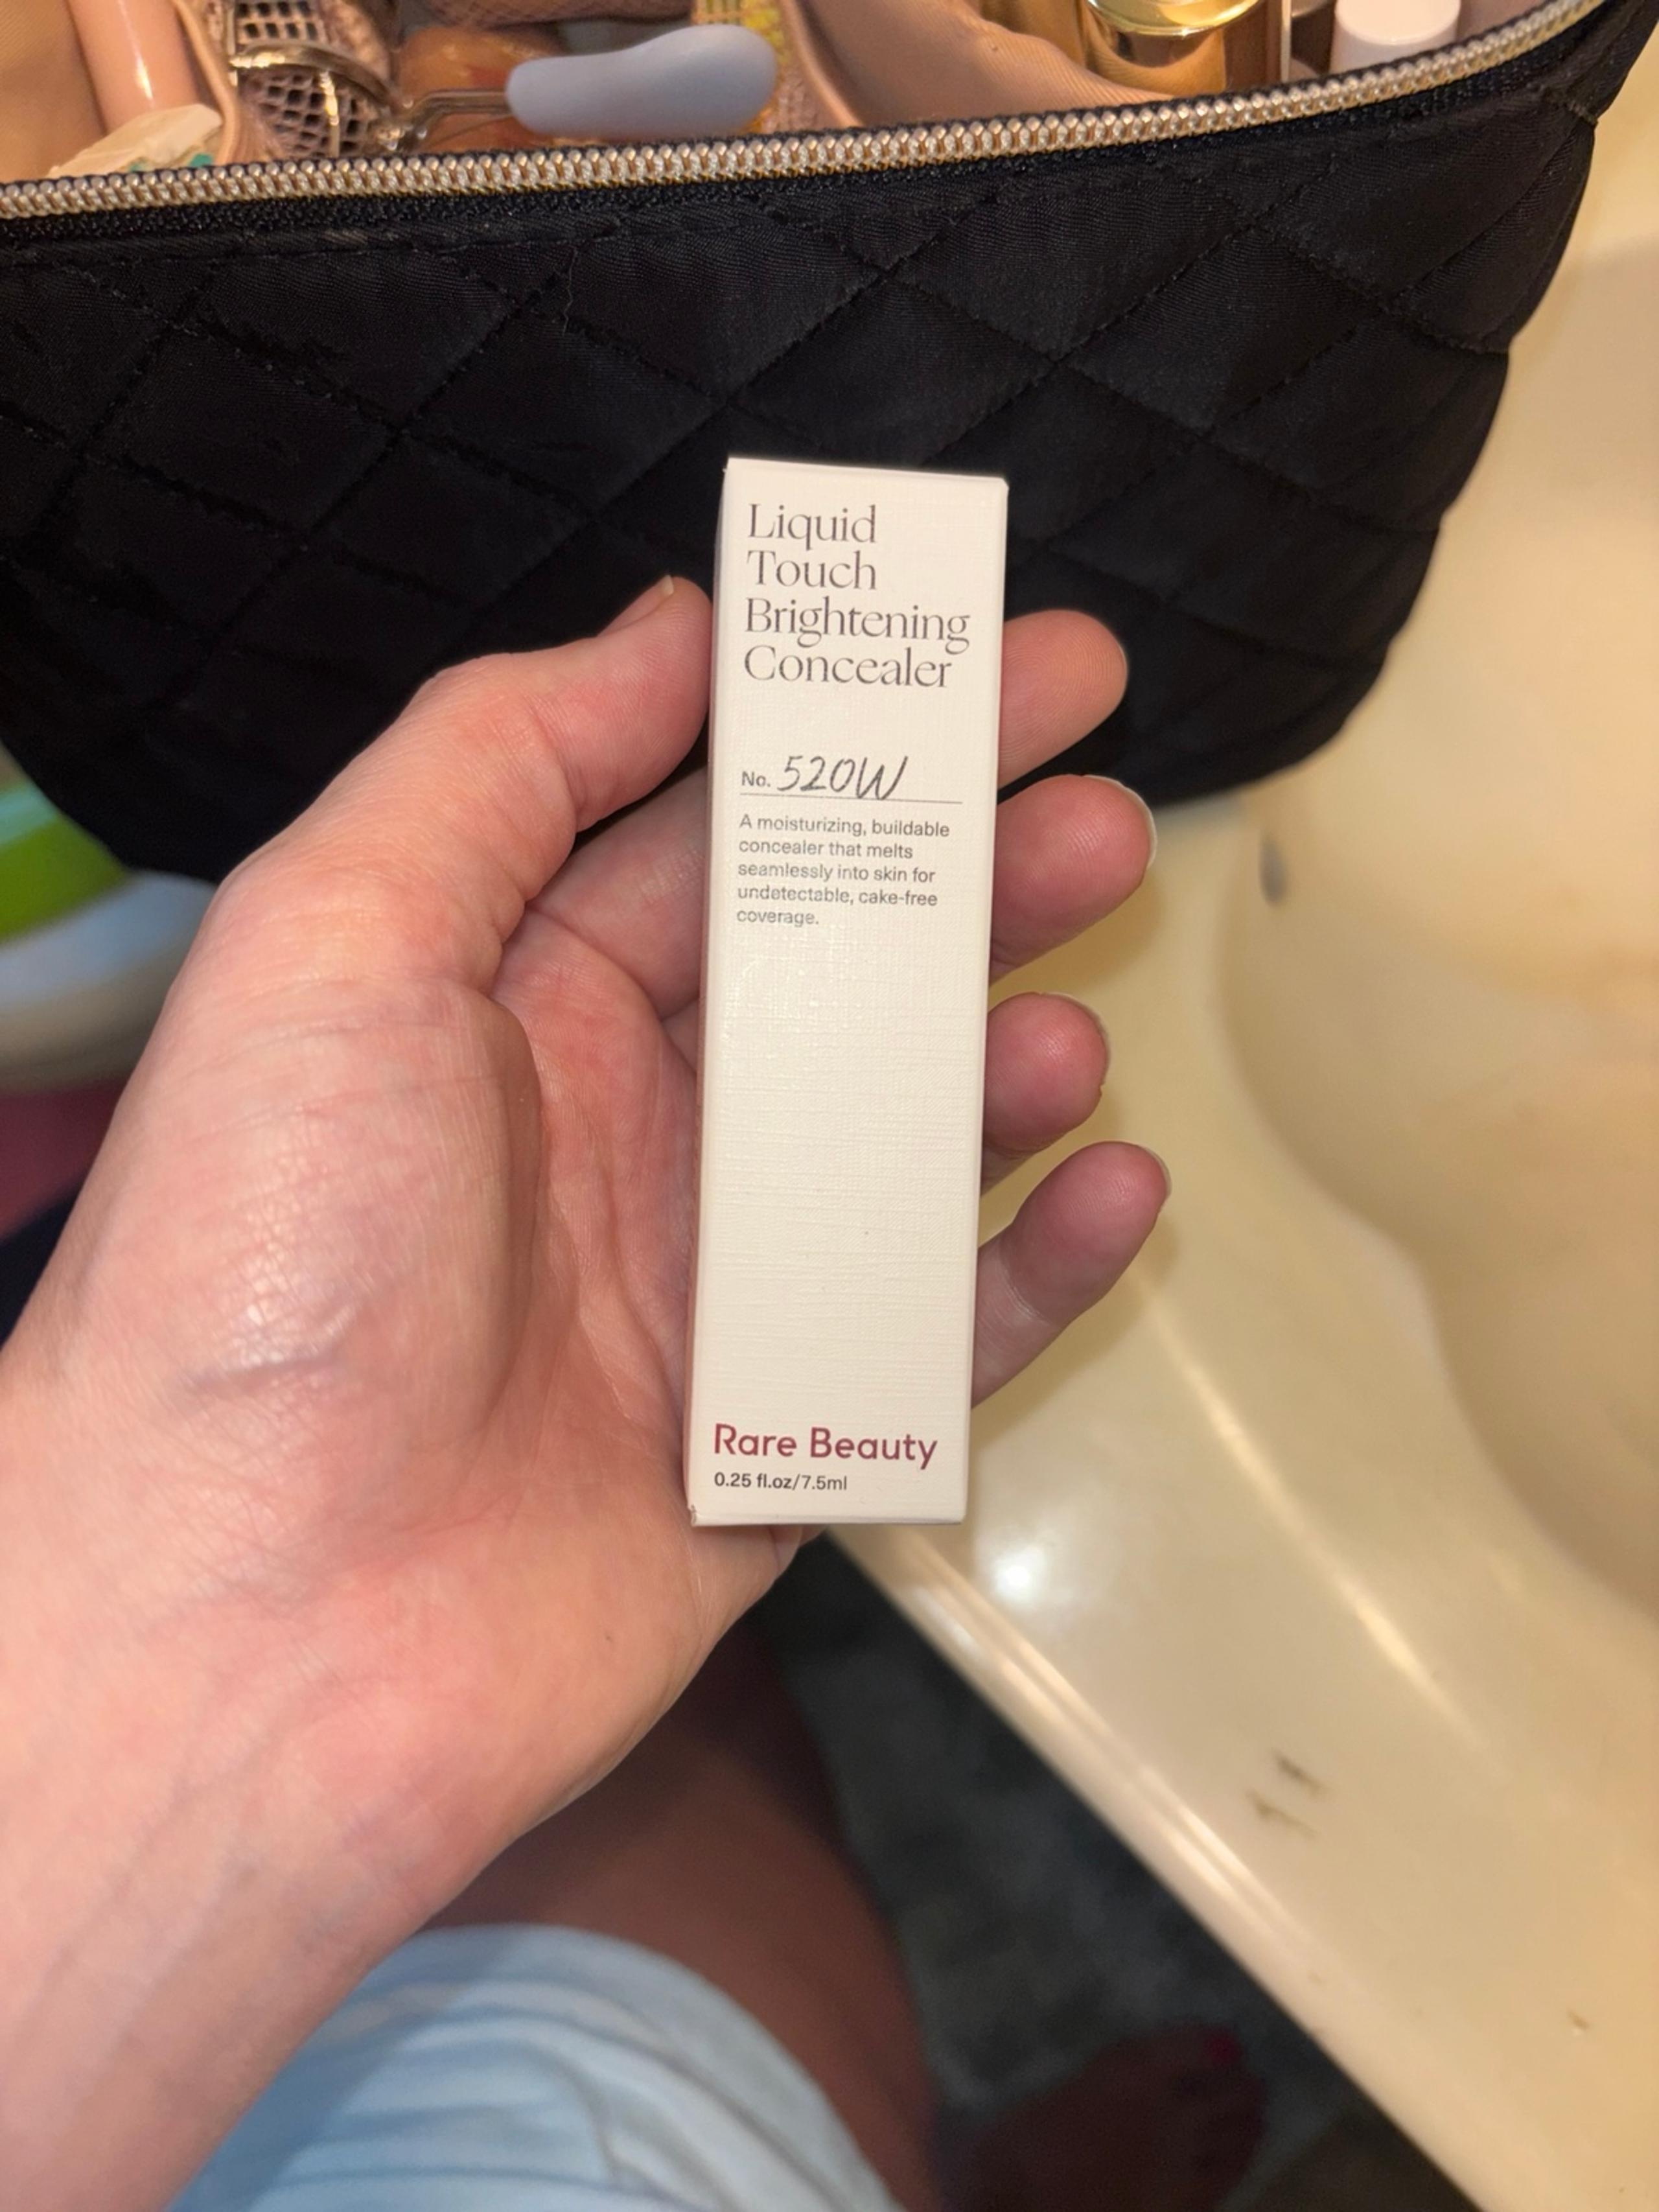 Liquid
Touch
Brightening
Concealer
No. 520W
A moisturizing, buildable
concealer that melts
seamlessly into skin for
undetectable, cake-free
coverage.
Rare Beauty
0.25 fl.oz/7.5ml